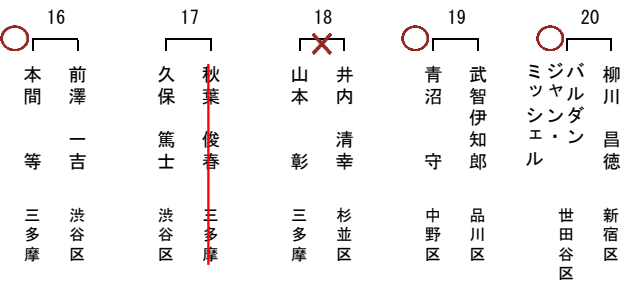 20
柳川 昌徳
新宿区
バルダン
ジャン・
ミッシェル
世田谷区
19
武智伊知郎
品川区
青沼 守
中野区
18
井内 清幸
杉並区
山本 彰
三多摩
17
秋葉 俊春
三多摩
久保 篤士
渋谷区
16
前澤 一吉
渋谷区
本間 等
三多摩